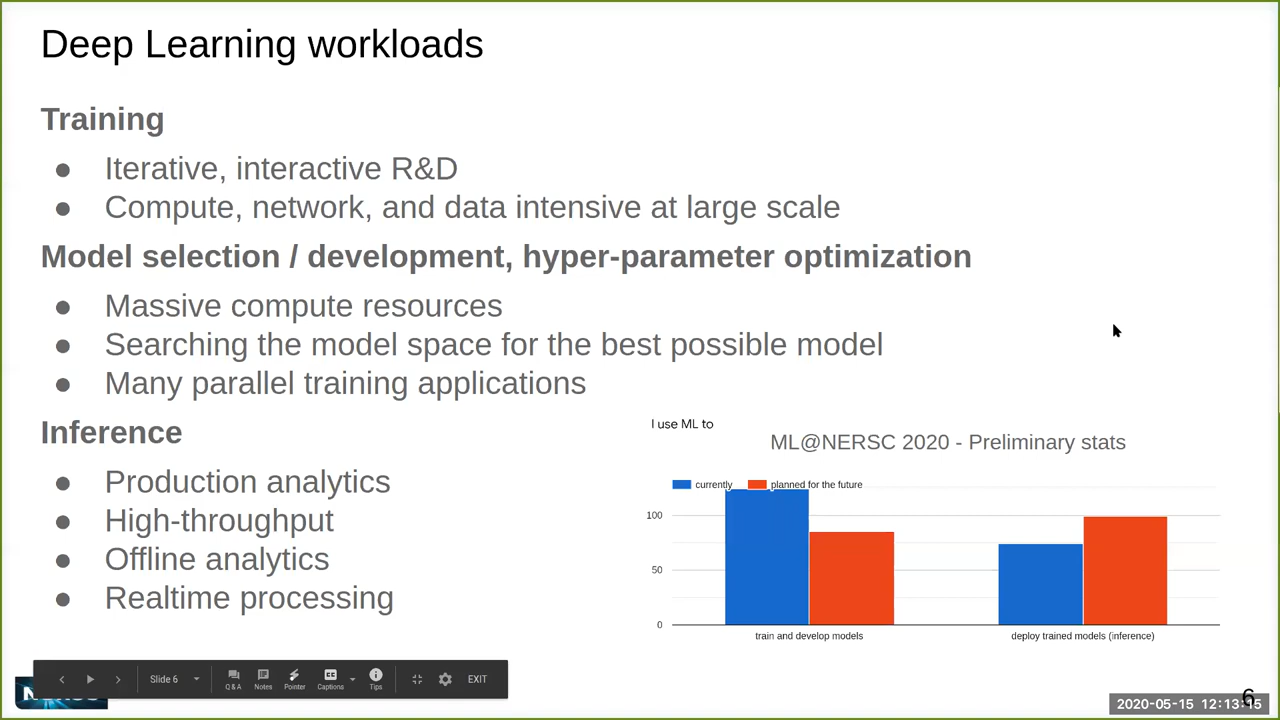 Deep Learning workloads
Training
● Iterative, interactive R&D
● Compute, network, and data intensive at large scale
Model selection / development, hyper-parameter optimization
● Massive compute resources
● Searching the model space for the best possible model
● Many parallel training applications
Inference
● Production analytics
● High-throughput
● Offline analytics
● Realtime processing
I use ML to
ML@NERSC 2020 - Preliminary stats
currently planned for the future
100
50
0
train and develop models deploy trained models (inference)
Slide 6 Q & A Notes Pointer Captions Tips EXIT
6
2020-05-15 12:13:15